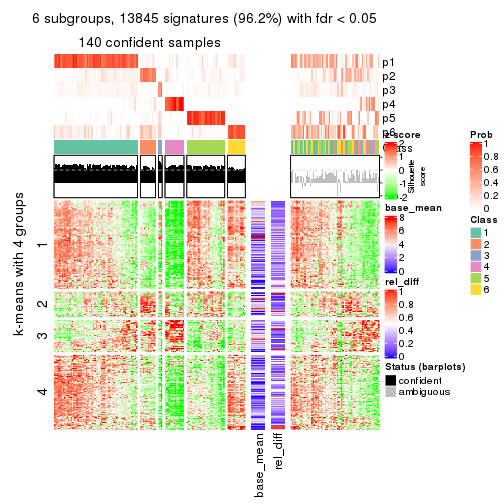 6 subgroups, 13845 signatures (96.2%) with fdr < 0.05
140 confident samples
p1
p2
p3
p4
p5
p6
Class
z-score
2
1
0
-1
-2
Silhouette
score
Prob
1
0.8
0.6
0.4
0.2
0
Class
1
2
3
4
5
6
base_mean
8
6
4
2
0
rel_diff
1
0.8
0.6
0.4
0.2
0
Status (barplots)
confident
ambiguous
k-means with 4 groups
1
2
3
4
base_mean
rel_diff